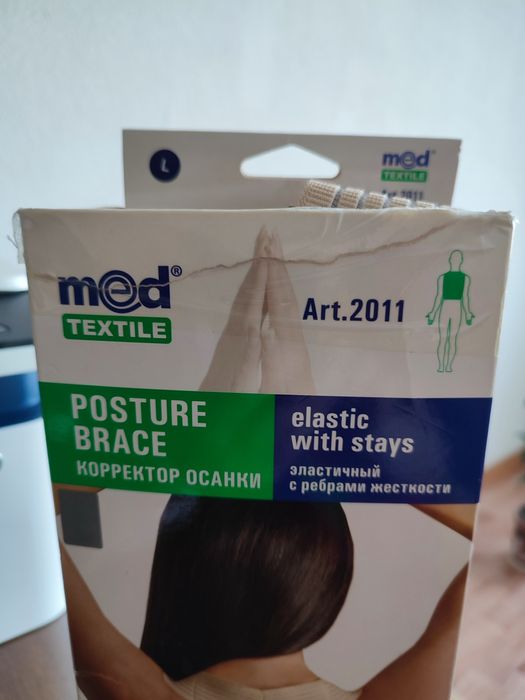 L
med
TEXTILE
Art.2011
med®
TEXTILE
Art.2011
POSTURE
BRACE
КОРРЕКТОР ОСАНКИ
elastic
with stays
эластичный
с ребрами жесткости